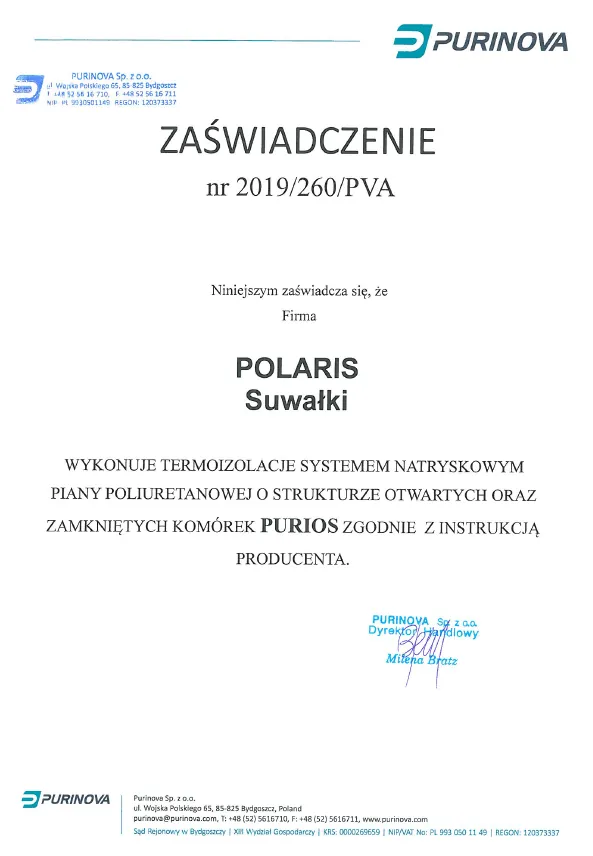 PURINOVA
PURINOVA Sp. z o.o.
ul. Wojska Polskiego 65, 85-825 Bydgoszcz
T +48 52 56 16 710, F. +48 52 56 16 711
NIP PL 9930501149 REGON: 120373337
ZAŚWIADCZENIE
nr 2019/260/PVA
Niniejszym zaświadcza się, że
Firma
POLARIS
Suwałki
WYKONUJE TERMOIZOLACJE SYSTEMEM NATRYSKOWYM
PIANY POLIURETANOWEJ O STRUKTURZE OTWARTYCH ORAZ
ZAMKNIĘTYCH KOMÓREK PURIOS ZGODNIE Z INSTRUKCJĄ
PRODUCENTA.
PURINOVA Sp. z o.o.
Dyrektor Handlowy
Milena Bratz
PURINOVA
Purinova Sp. z o.o.
ul. Wojska Polskiego 65, 85-825 Bydgoszcz, Poland
purinova@purinova.com, T: +48 (52) 5616710, F: +48 (52) 5616711, www.purinova.com
Sąd Rejonowy w Bydgoszczy | XIII Wydział Gospodarczy | KRS: 0000269659 | NIP/VAT No: PL 993 050 11 49 | REGON: 120373337